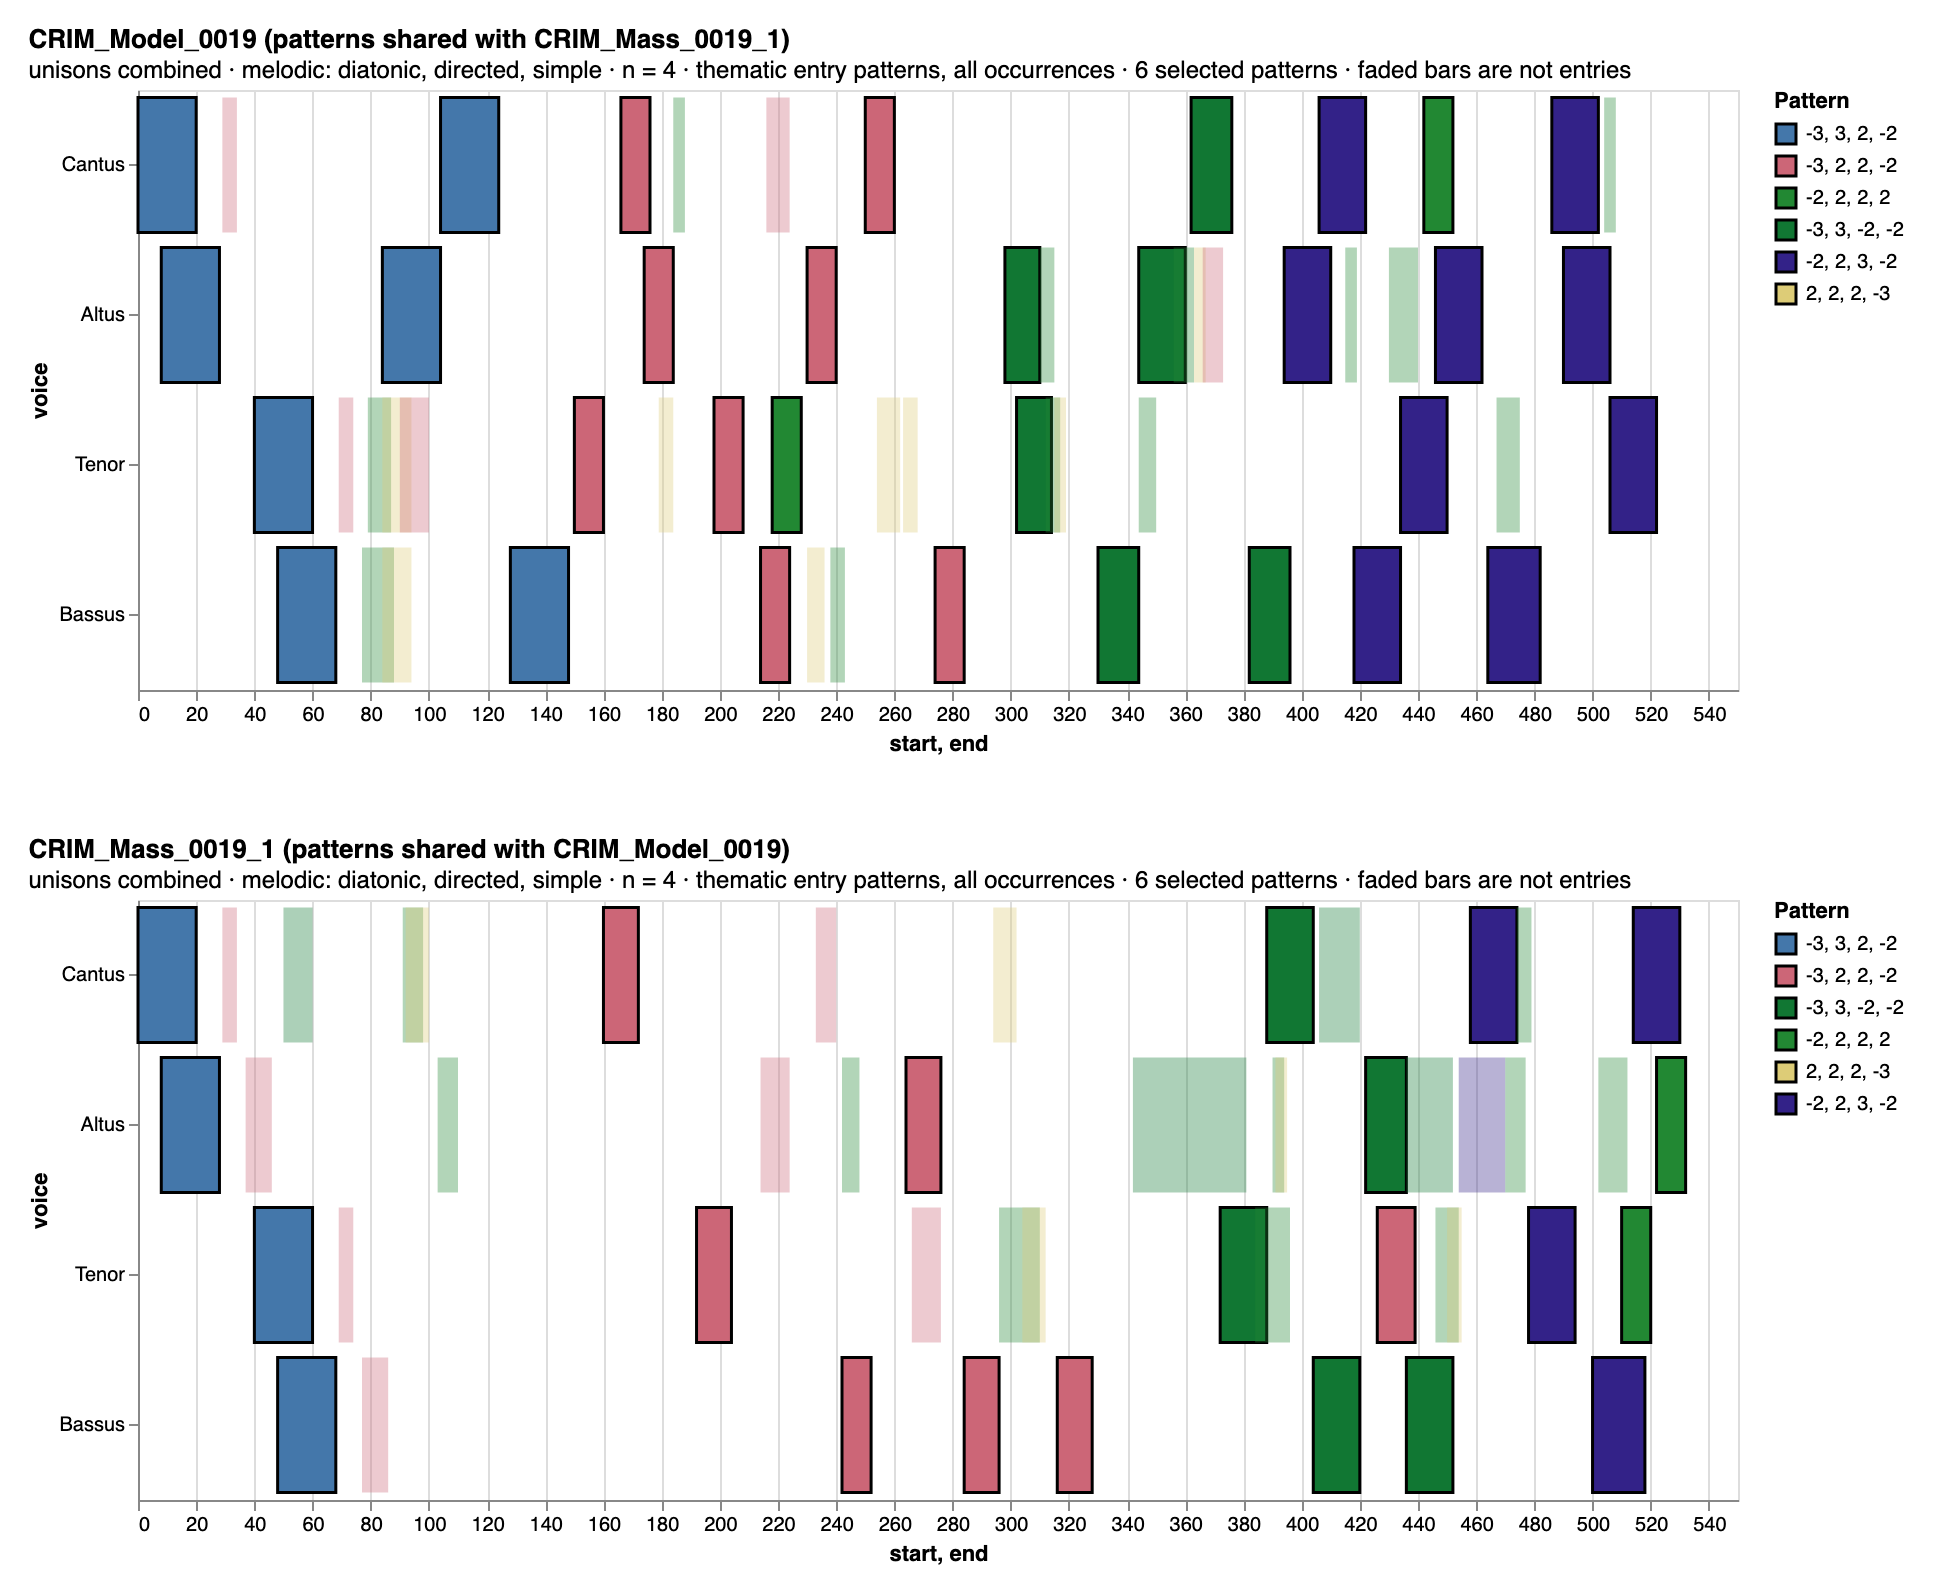 CRIM_Model_0019 (patterns shared with CRIM_Mass_0019_1)
unisons combined · melodic: diatonic, directed, simple · n = 4 · thematic entry patterns, all occurrences · 6 selected patterns · faded bars are not entries
Pattern
-3, 3, 2, -2
-3, 2, 2, -2
-2, 2, 2, 2
-3, 3, -2, -2
-2, 2, 3, -2
2, 2, 2, -3
voice
Cantus
Altus
Tenor
Bassus
0 20 40 60 80 100 120 140 160 180 200 220 240 260 280 300 320 340 360 380 400 420 440 460 480 500 520 540
start, end
CRIM_Mass_0019_1 (patterns shared with CRIM_Model_0019)
unisons combined · melodic: diatonic, directed, simple · n = 4 · thematic entry patterns, all occurrences · 6 selected patterns · faded bars are not entries
Pattern
-3, 3, 2, -2
-3, 2, 2, -2
-3, 3, -2, -2
-2, 2, 2, 2
2, 2, 2, -3
-2, 2, 3, -2
voice
Cantus
Altus
Tenor
Bassus
0 20 40 60 80 100 120 140 160 180 200 220 240 260 280 300 320 340 360 380 400 420 440 460 480 500 520 540
start, end